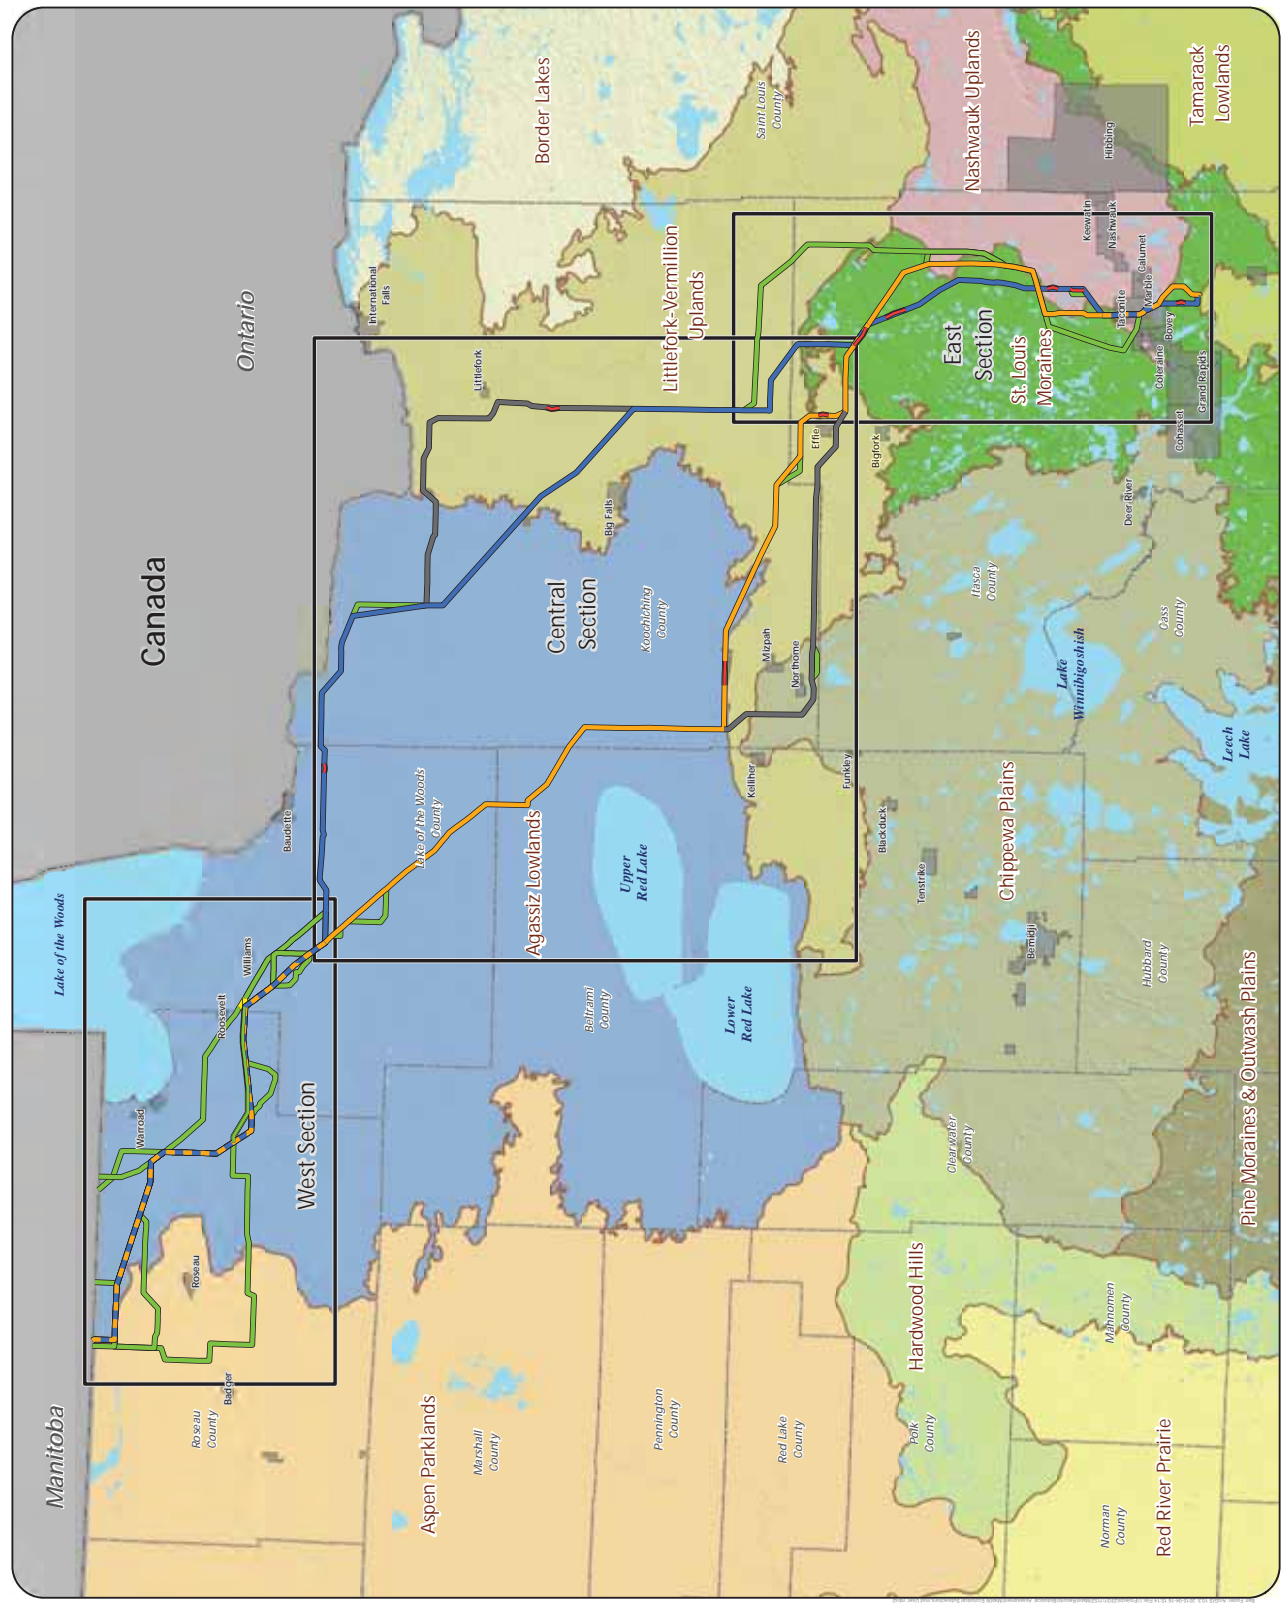 Canada
Manitoba
Ontario
Lake of the Woods
Border Lakes
International
Falls
Littlefork
Littlefork-Vermillion
Uplands
Saint Louis
County
Nashwauk Uplands
Tamarack
Lowlands
Hibbing
Keewatin
Nashwauk
Calumet
Marble
Taconite
Bovey
Coleraine
Grand Rapids
Cohasset
East
Section
St. Louis
Moraines
Effie
Bigfork
Big Falls
Deer River
Central
Section
Koochiching
County
Itasca
County
Cass
County
Mizpah
Northome
Lake
Winnibigoshish
Leech
Lake
Baudette
Lake of the Woods
County
Kelliher
Funkley
Blackduck
Tenstrike
Chippewa Plains
Agassiz Lowlands
Upper
Red Lake
Lower
Red Lake
Bemidji
Hubbard
County
Williams
Roosevelt
Warroad
West Section
Beltrami
County
Clearwater
County
Pine Moraines & Outwash Plains
Roseau
Badger
Roseau
County
Aspen Parklands
Marshall
County
Pennington
County
Red Lake
County
Hardwood Hills
Polk
County
Mahnomen
County
Norman
County
Red River Prairie